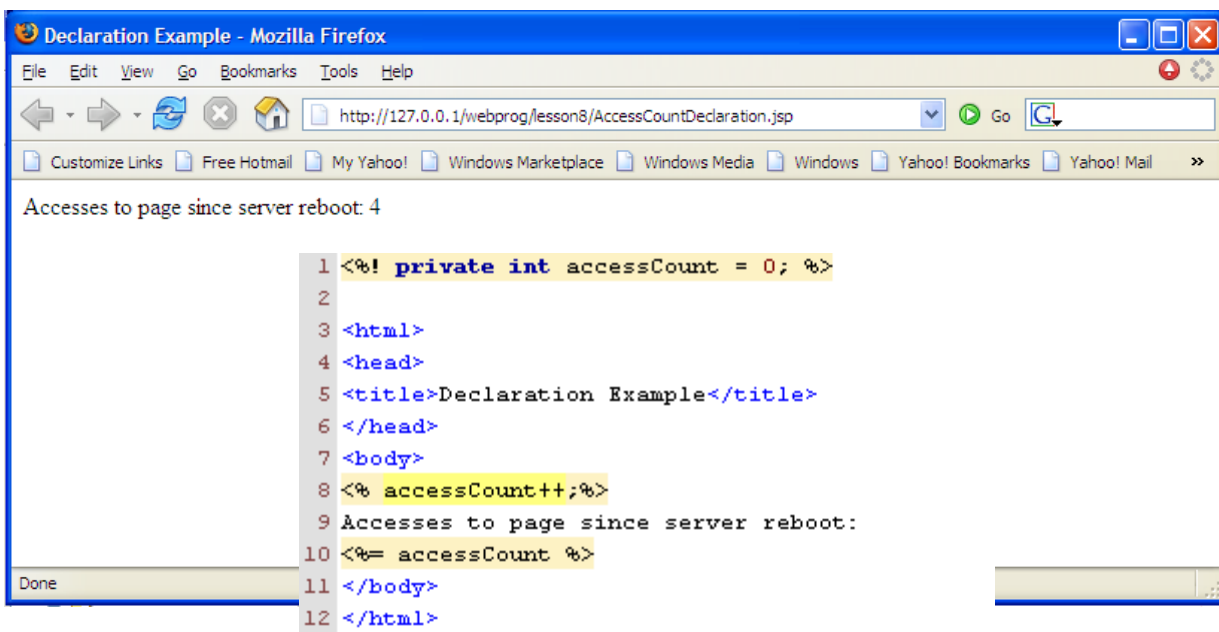 Declaration Example - Mozilla Firefox
File Edit View Go Bookmarks Tools Help
http://127.0.0.1/webprog/lesson8/AccessCountDeclaration.jsp Go G
Customize Links Free Hotmail My Yahoo! Windows Marketplace Windows Media Windows Yahoo! Bookmarks Yahoo! Mail »
Accesses to page since server reboot: 4
1 <%! private int accessCount = 0; %>
2
3 <html>
4 <head>
5 <title>Declaration Example</title>
6 </head>
7 <body>
8 <% accessCount++;%>
9 Accesses to page since server reboot:
10 <%= accessCount %>
11 </body>
12 </html>
Done